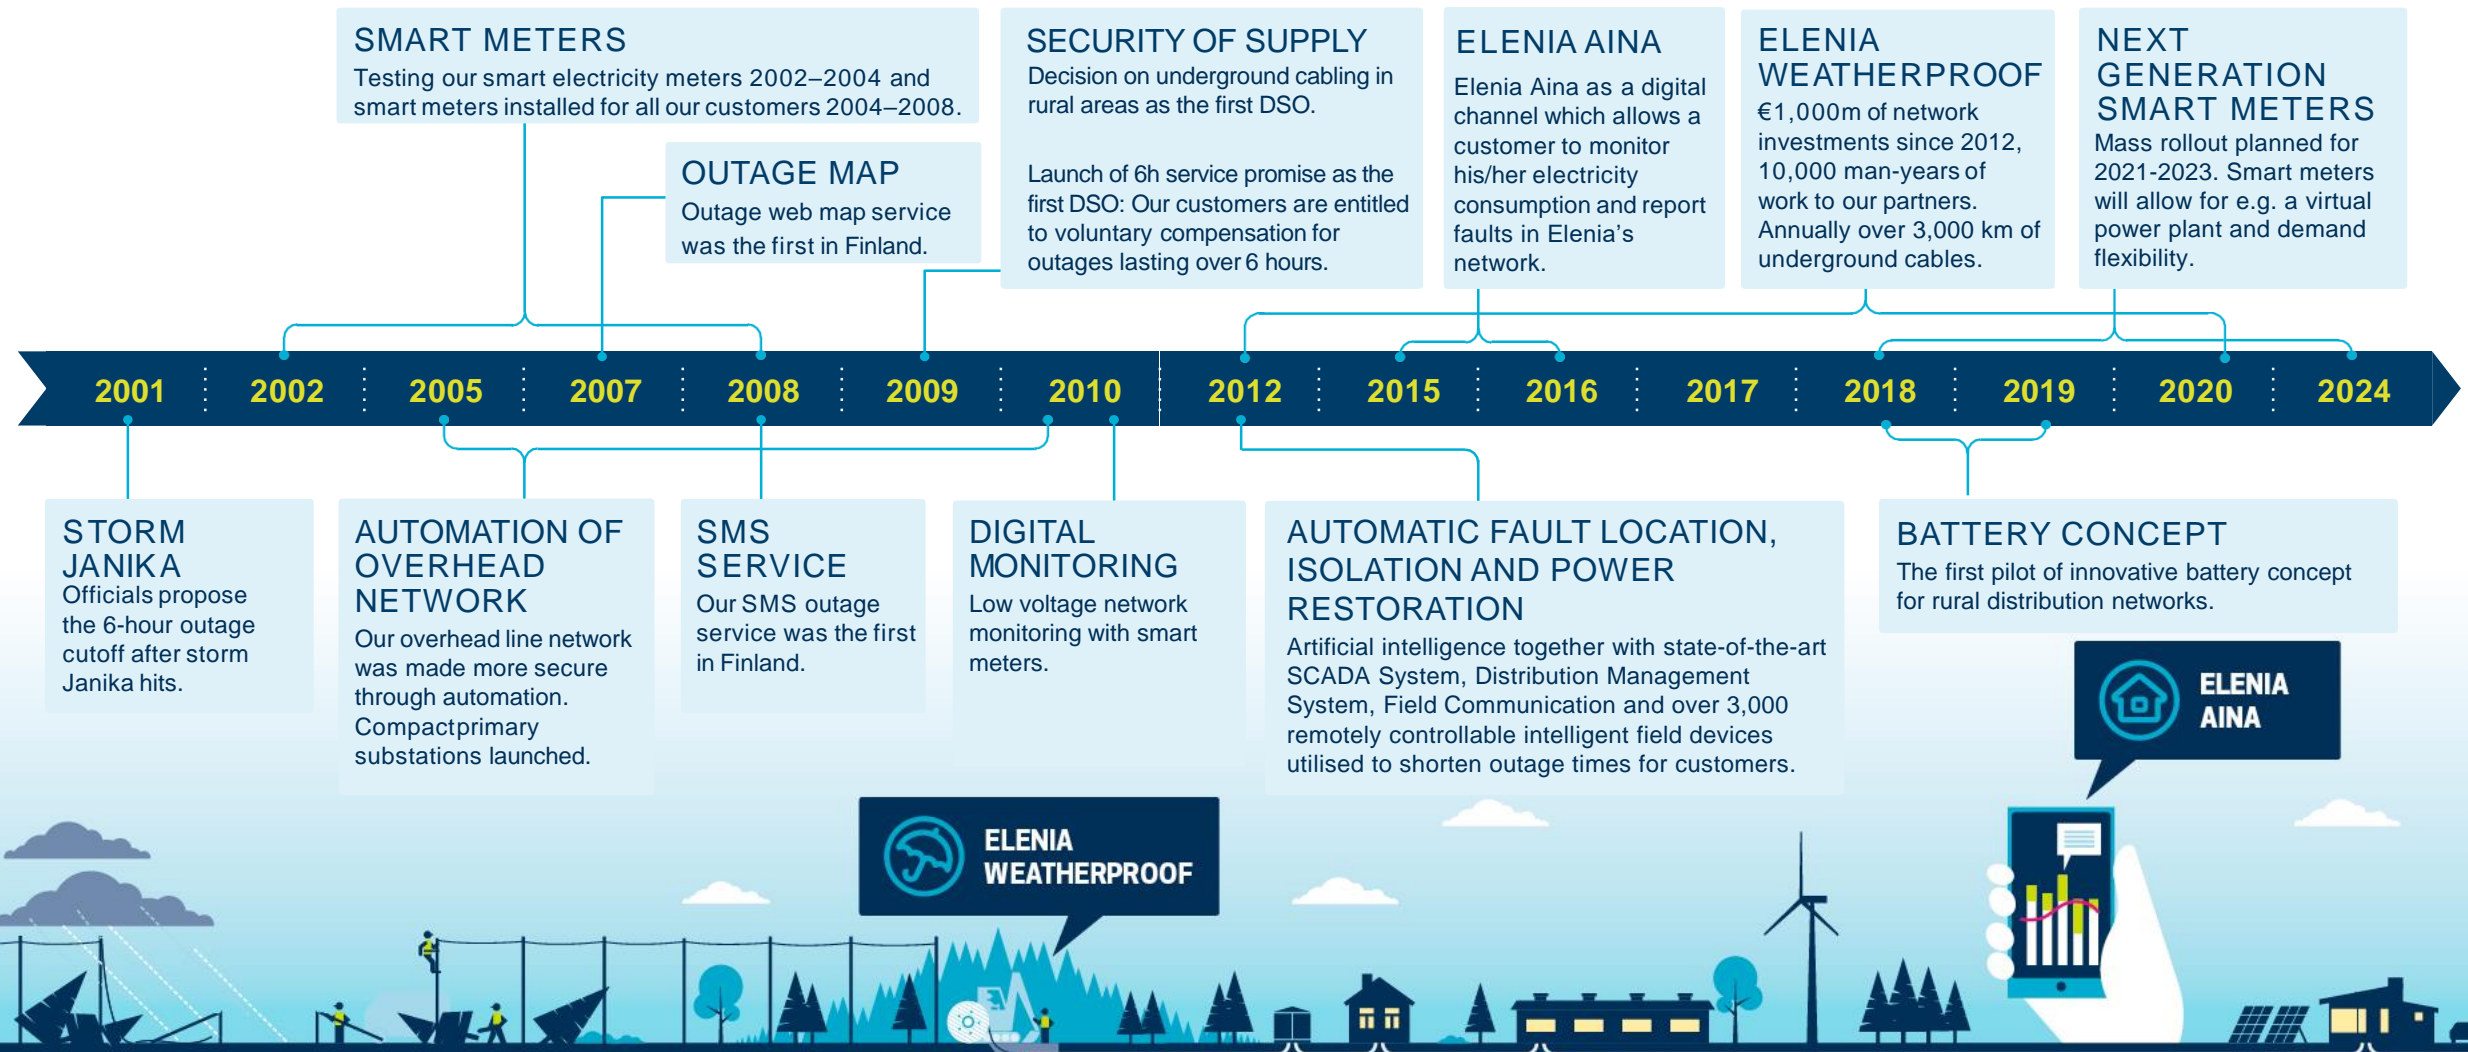 SMART METERS
Testing our smart electricity meters 2002–2004 and
smart meters installed for all our customers 2004–2008.
OUTAGE MAP
Outage web map service
was the first in Finland.
SECURITY OF SUPPLY
Decision on underground cabling in
rural areas as the first DSO.
Launch of 6h service promise as the
first DSO: Our customers are entitled
to voluntary compensation for
outages lasting over 6 hours.
ELENIA AINA
Elenia Aina as a digital
channel which allows a
customer to monitor
his/her electricity
consumption and report
faults in Elenia’s
network.
ELENIA
WEATHERPROOF
€1,000m of network
investments since 2012,
10,000 man-years of
work to our partners.
Annually over 3,000 km of
underground cables.
NEXT
GENERATION
SMART METERS
Mass rollout planned for
2021-2023. Smart meters
will allow for e.g. a virtual
power plant and demand
flexibility.
2001 2002 2005 2007 2008 2009 2010 2012 2015 2016 2017 2018 2019 2020 2024
STORM
JANIKA
Officials propose
the 6-hour outage
cutoff after storm
Janika hits.
AUTOMATION OF
OVERHEAD
NETWORK
Our overhead line network
was made more secure
through automation.
Compactprimary
substations launched.
SMS
SERVICE
Our SMS outage
service was the first
in Finland.
DIGITAL
MONITORING
Low voltage network
monitoring with smart
meters.
AUTOMATIC FAULT LOCATION,
ISOLATION AND POWER
RESTORATION
Artificial intelligence together with state-of-the-art
SCADA System, Distribution Management
System, Field Communication and over 3,000
remotely controllable intelligent field devices
utilised to shorten outage times for customers.
BATTERY CONCEPT
The first pilot of innovative battery concept
for rural distribution networks.
ELENIA
AINA
ELENIA
WEATHERPROOF